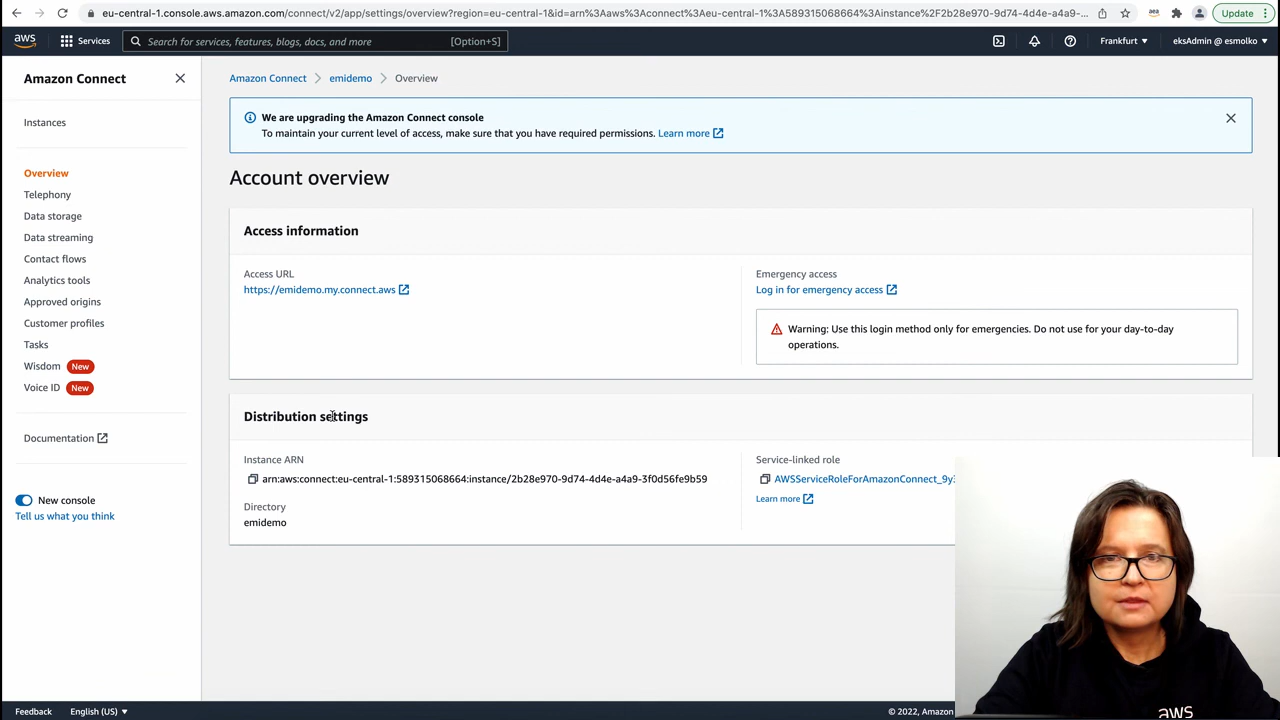 eu-central-1.console.aws.amazon.com/connect/v2/app/settings/overview?region=eu-central-1&id=arn%3Aaws%3Aconnect%3Aeu-central-1%3A589315068664%3Ainstance%2F2b28e970-9d74-4d4e-a4a9-...
aea
Update
aws
Services
Search for services, features, blogs, docs, and more
[Option+S]
Frankfurt
eksAdmin @ esmolko
Amazon Connect
Instances
Overview
Telephony
Data storage
Data streaming
Contact flows
Analytics tools
Approved origins
Customer profiles
Tasks
Wisdom New
Voice ID New
Documentation
New console
Tell us what you think
Amazon Connect > emidemo > Overview
We are upgrading the Amazon Connect console
To maintain your current level of access, make sure that you have required permissions. Learn more
Account overview
Access information
Access URL
https://emidemo.my.connect.aws
Emergency access
Log in for emergency access
Warning: Use this login method only for emergencies. Do not use for your day-to-day
operations.
Distribution settings
Instance ARN
arn:aws:connect:eu-central-1:589315068664:instance/2b28e970-9d74-4d4e-a4a9-3f0d56fe9b59
Directory
emidemo
Service-linked role
AWSServiceRoleForAmazonConnect_9y
Learn more
aws
Feedback
English (US)
© 2022, Amazon